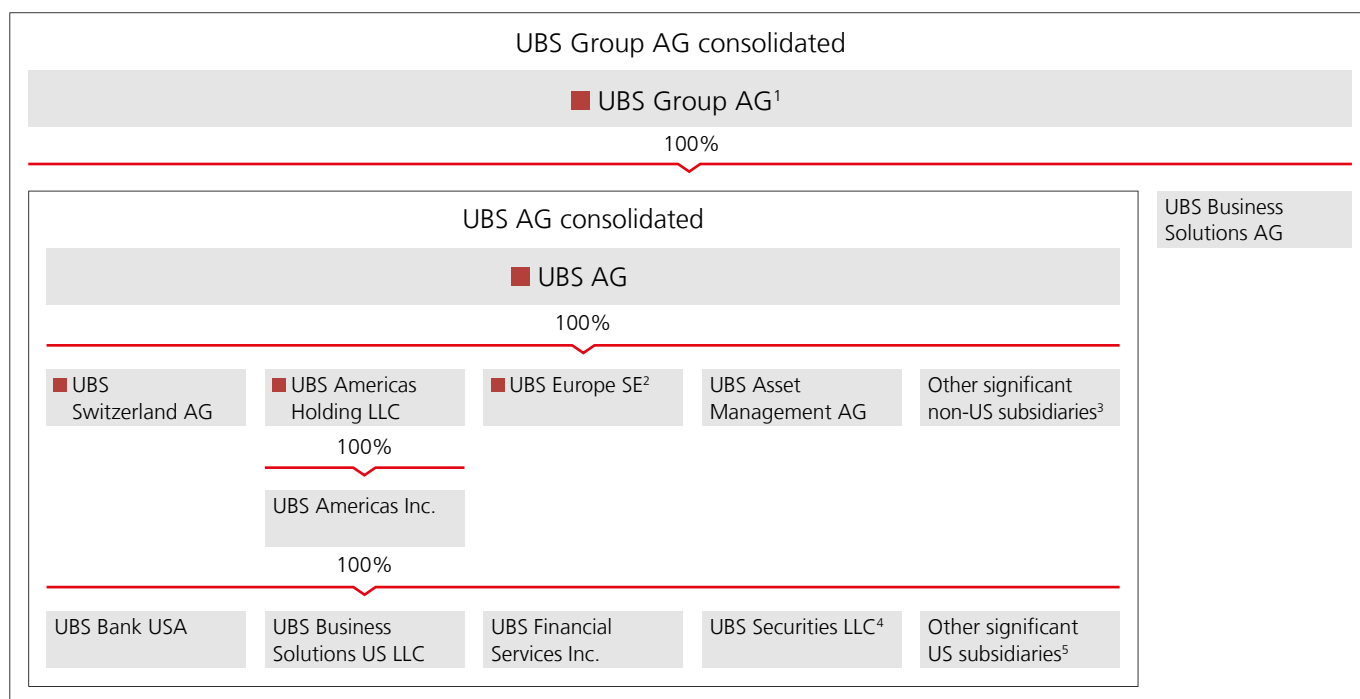 UBS Group AG consolidated
UBS Group AG¹
100%
UBS Business
Solutions AG
UBS AG consolidated
UBS AG
100%
UBS
Switzerland AG
UBS Americas
Holding LLC
UBS Europe SE²
UBS Asset
Management AG
Other significant
non-US subsidiaries³
100%
UBS Americas Inc.
100%
UBS Bank USA
UBS Business
Solutions US LLC
UBS Financial
Services Inc.
UBS Securities LLC⁴
Other significant
US subsidiaries⁵